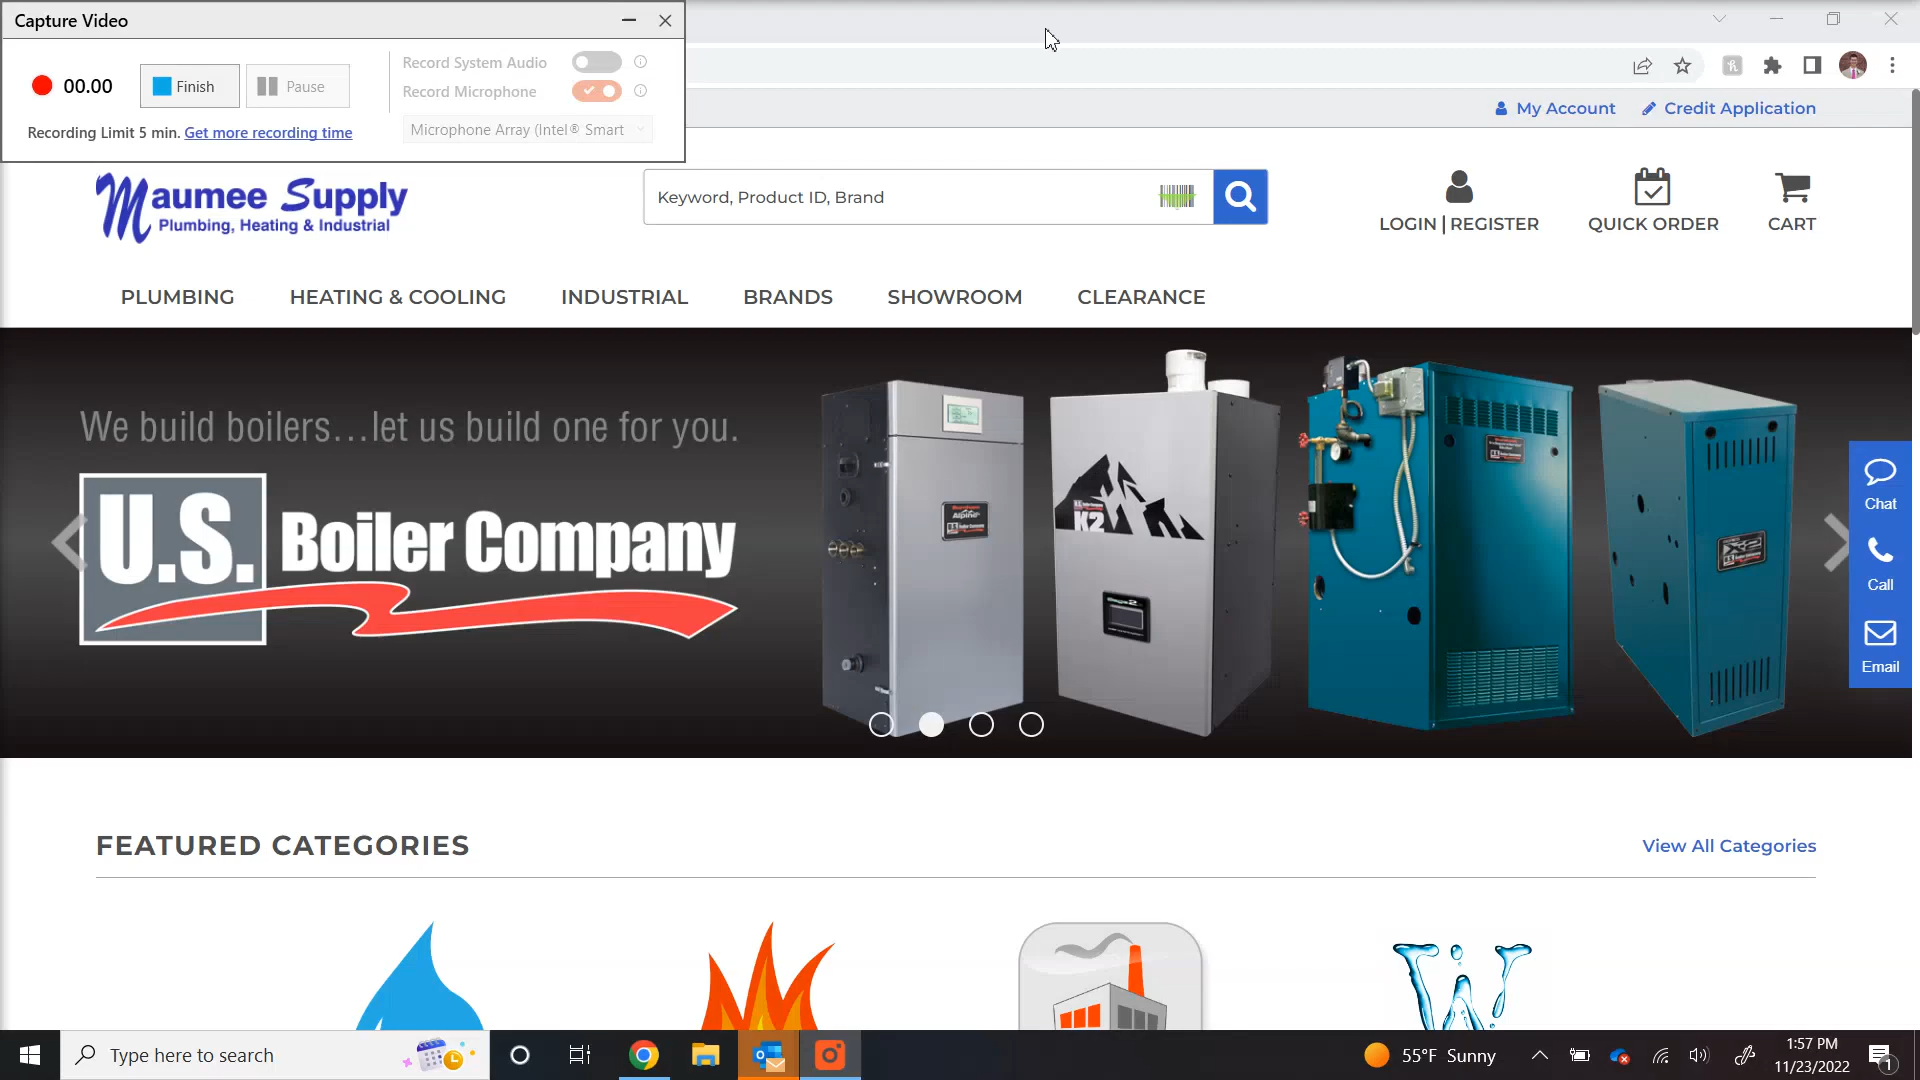 Capture Video
00.00
Finish
Pause
Record System Audio
Record Microphone
Microphone Array (Intel® Smart
Recording Limit 5 min. Get more recording time
My Account
Credit Application
Maumee Supply
Plumbing, Heating & Industrial
Keyword, Product ID, Brand
LOGIN | REGISTER
QUICK ORDER
CART
PLUMBING
HEATING & COOLING
INDUSTRIAL
BRANDS
SHOWROOM
CLEARANCE
We build boilers...let us build one for you.
U.S. Boiler Company
Alpine
K2
X-2
Chat
Call
Email
FEATURED CATEGORIES
View All Categories
Type here to search
55°F Sunny
1:57 PM
11/23/2022
1